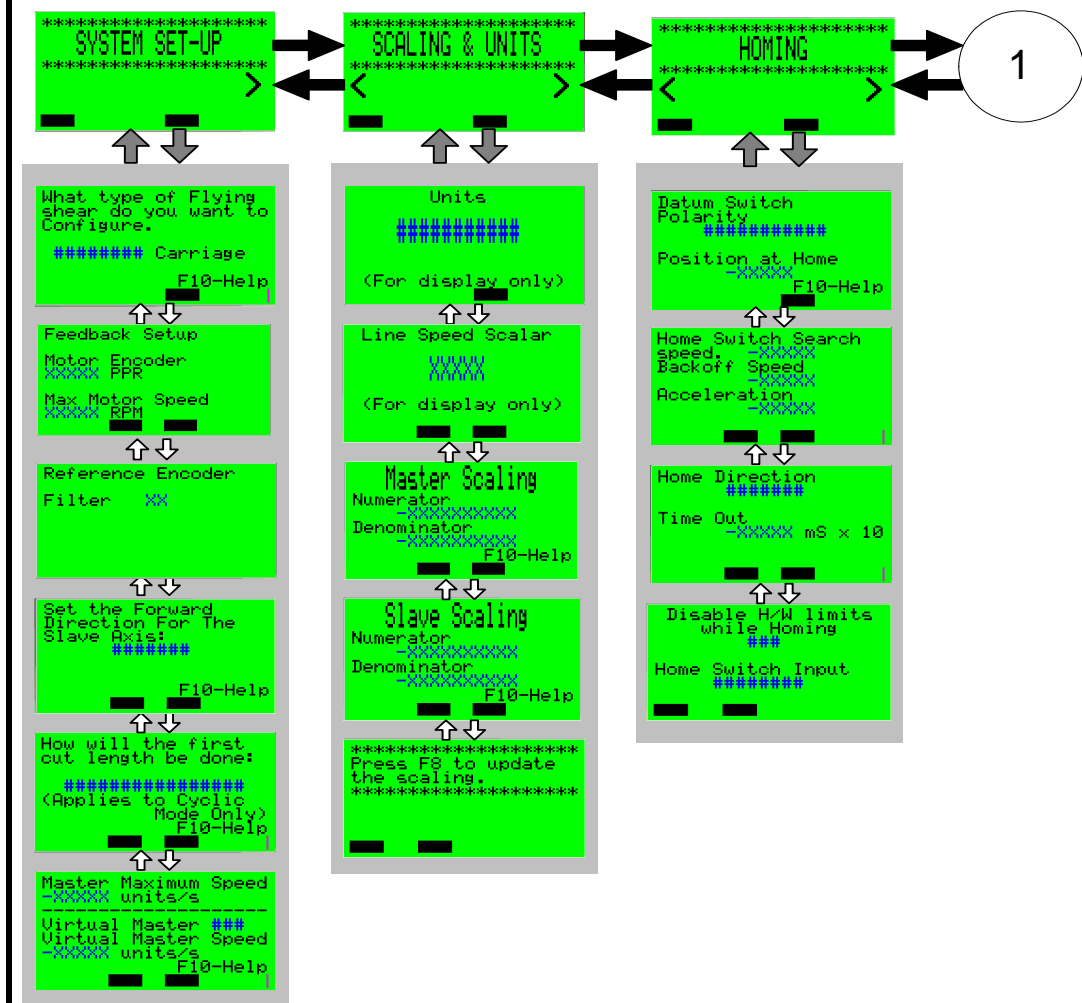 ********************
SYSTEM SET-UP
********************
>
********************
SCALING & UNITS
********************
< >
********************
HOMING
********************
< >
1
What type of Flying
shear do you want to
Configure.
######## Carriage
F10-Help
Feedback Setup
Motor Encoder
XXXXX PPR
Max Motor Speed
XXXXX RPM
Reference Encoder
Filter XX
Set the Forward
Direction For The
Slave Axis:
#######
F10-Help
How will the first
cut length be done:
################
(Applies to Cyclic
Mode Only)
F10-Help
Master Maximum Speed
-XXXXX units/s
--------------------
Virtual Master ###
Virtual Master Speed
-XXXXX units/s
F10-Help
Units
###########
(For display only)
Line Speed Scalar
XXXXX
(For display only)
Master Scaling
Numerator
-XXXXXXXXXX
Denominator
-XXXXXXXXXX
F10-Help
Slave Scaling
Numerator
-XXXXXXXXXX
Denominator
-XXXXXXXXXX
F10-Help
********************
Press F8 to update
the scaling.
********************
Datum Switch
Polarity
###########
Position at Home
-XXXXX
F10-Help
Home Switch Search
speed. -XXXXX
Backoff Speed
-XXXXX
Acceleration
-XXXXX
Home Direction
#######
Time Out
-XXXXX mS x 10
Disable H/W limits
while Homing
###
Home Switch Input
########